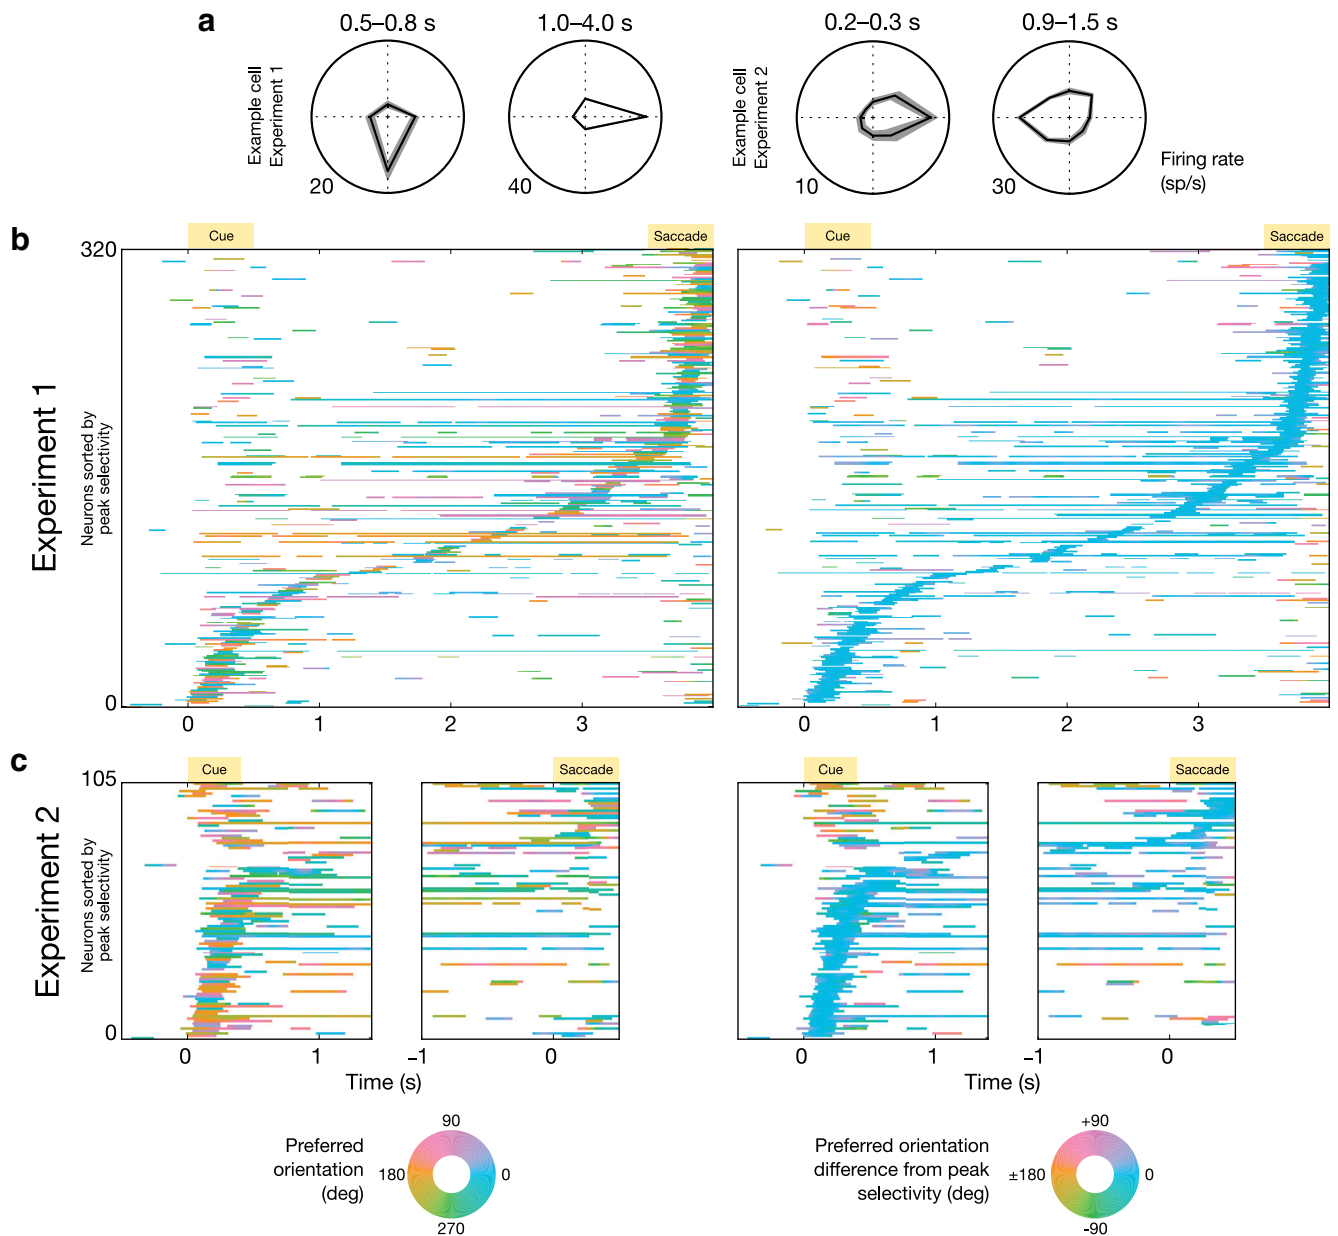 a
0.5–0.8 s
1.0–4.0 s
0.2–0.3 s
0.9–1.5 s
Example cell
Experiment 1
20
40
Example cell
Experiment 2
10
30
Firing rate
(sp/s)
b
Cue
Saccade
Cue
Saccade
Experiment 1
Neurons sorted by
peak selectivity
320
0
0 1 2 3
0 1 2 3
c
Cue
Saccade
Cue
Saccade
Experiment 2
Neurons sorted by
peak selectivity
105
0
0 1 −1 0
0 1 −1 0
Time (s)
Time (s)
Preferred
orientation
(deg)
90
180
0
270
Preferred orientation
difference from peak
selectivity (deg)
+90
±180
0
-90